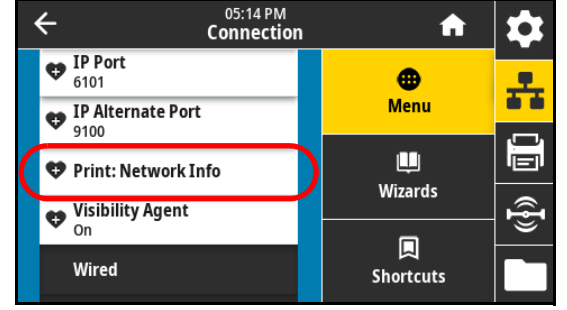 05:14 PM
Connection
IP Port
6101
IP Alternate Port
9100
Print: Network Info
Visibility Agent
On
Wired
Menu
Wizards
Shortcuts